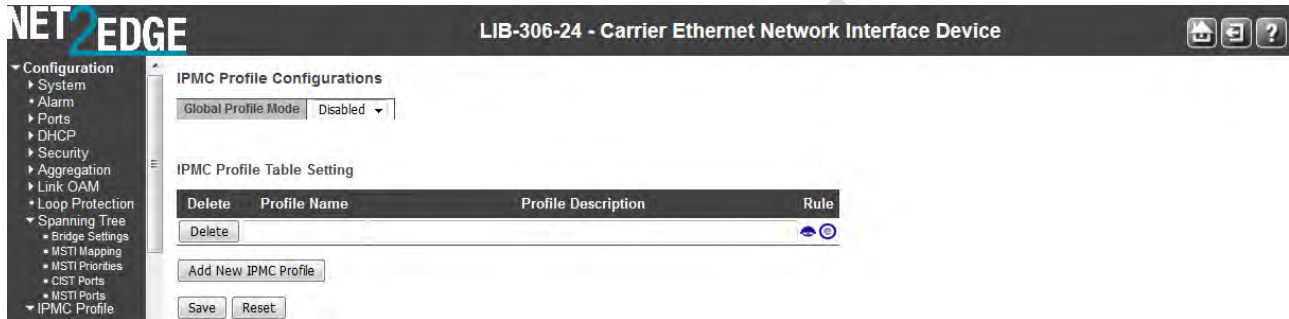 NET2EDGE
LIB-306-24 - Carrier Ethernet Network Interface Device
?
Configuration
System
Alarm
Ports
DHCP
Security
Aggregation
Link OAM
Loop Protection
Spanning Tree
Bridge Settings
MSTI Mapping
MSTI Priorities
CIST Ports
MSTI Ports
IPMC Profile
IPMC Profile Configurations
Global Profile Mode Disabled
IPMC Profile Table Setting
Delete Profile Name Profile Description Rule
Delete
Add New IPMC Profile
Save Reset